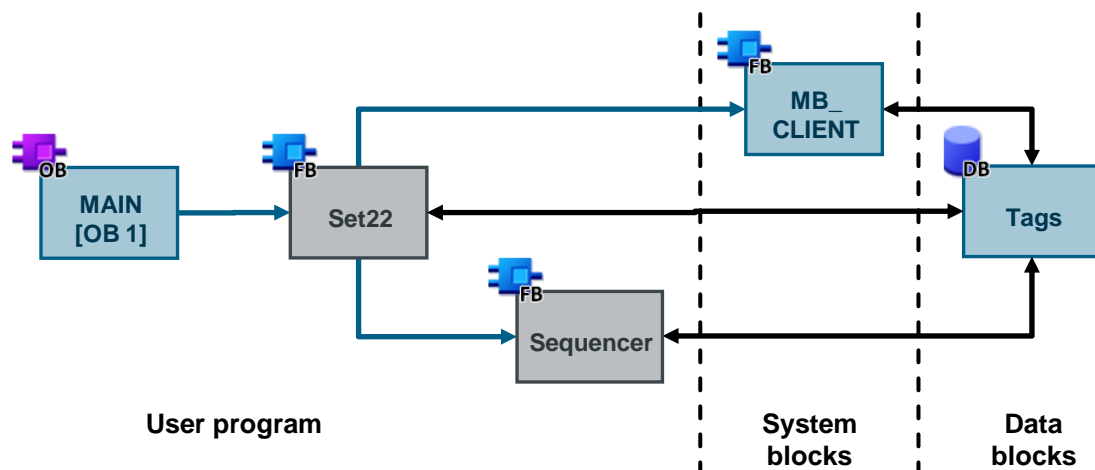 FB
MB_
CLIENT
OB
MAIN
[OB 1]
FB
Set22
DB
Tags
FB
Sequencer
User program
System
blocks
Data
blocks